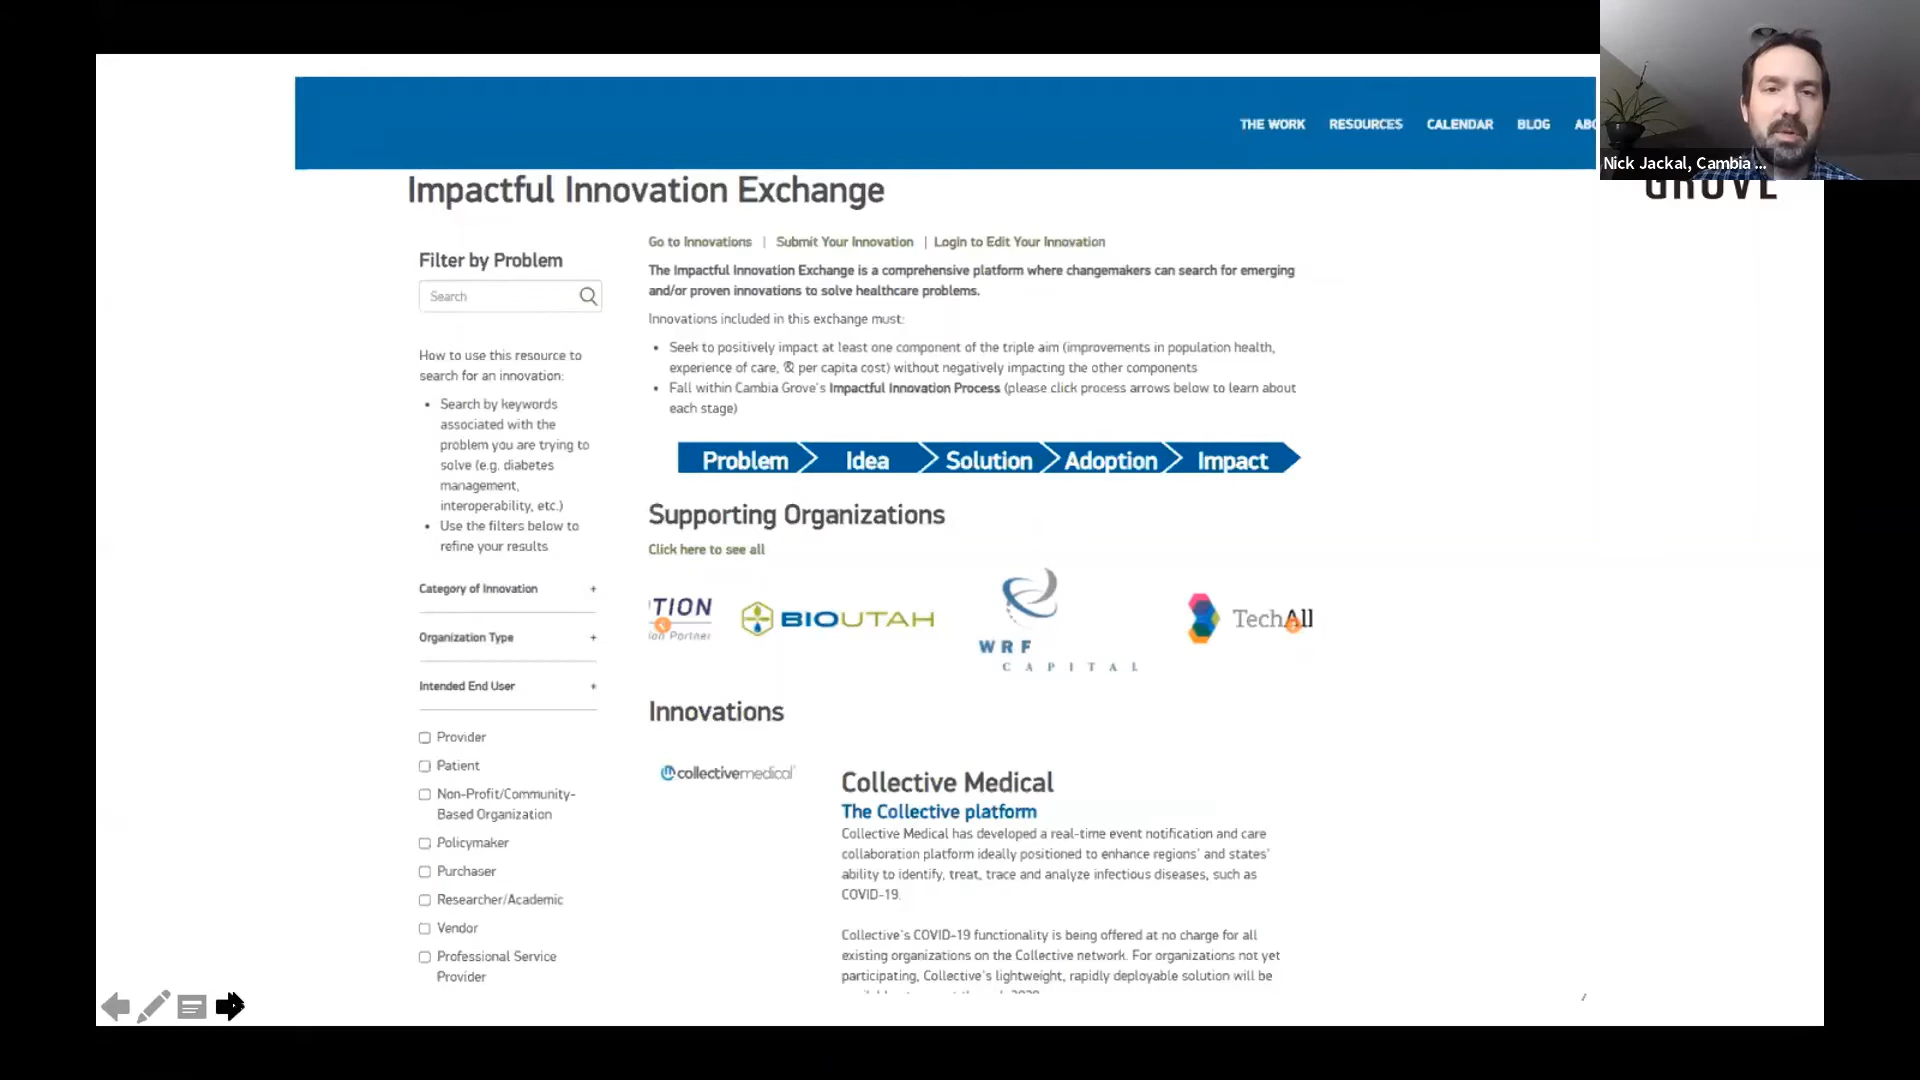 THE WORK RESOURCES CALENDAR BLOG
Nick Jackal, Cambia ...
GROVE
Impactful Innovation Exchange
Filter by Problem
Search
How to use this resource to
search for an innovation:
• Search by keywords
associated with the
problem you are trying to
solve (e.g. diabetes
management,
interoperability, etc.)
• Use the filters below to
refine your results
Category of Innovation +
Organization Type +
Intended End User +
Provider
Patient
Non-Profit/Community-
Based Organization
Policymaker
Purchaser
Researcher/Academic
Vendor
Professional Service
Provider
Go to Innovations | Submit Your Innovation | Login to Edit Your Innovation
The Impactful Innovation Exchange is a comprehensive platform where changemakers can search for emerging
and/or proven innovations to solve healthcare problems.
Innovations included in this exchange must:
• Seek to positively impact at least one component of the triple aim (improvements in population health,
experience of care, & per capita cost) without negatively impacting the other components
• Fall within Cambia Grove's Impactful Innovation Process (please click process arrows below to learn about
each stage)
Problem Idea Solution Adoption Impact
Supporting Organizations
Click here to see all
TION
ion Partner
BIOUTAH
WRF
CAPITAL
TechAll
Innovations
collectivemedical
Collective Medical
The Collective platform
Collective Medical has developed a real-time event notification and care
collaboration platform ideally positioned to enhance regions' and states'
ability to identify, treat, trace and analyze infectious diseases, such as
COVID-19.
Collective's COVID-19 functionality is being offered at no charge for all
existing organizations on the Collective network. For organizations not yet
participating, Collective's lightweight, rapidly deployable solution will be
7